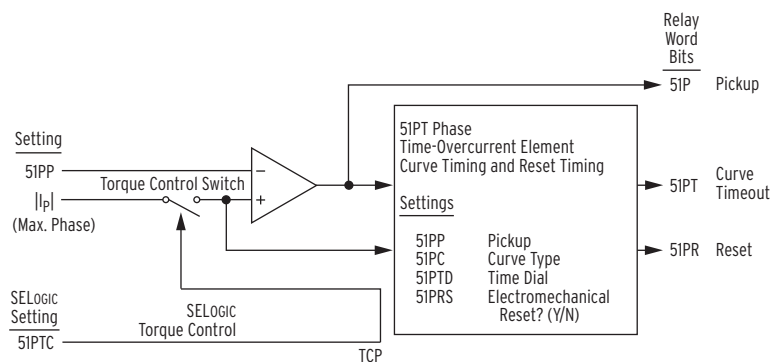 Relay
Word
Bits
51P Pickup
Setting
51PP
|IP|
(Max. Phase)
Torque Control Switch
−
+
51PT Phase
Time-Overcurrent Element
Curve Timing and Reset Timing
Settings
51PP Pickup
51PC Curve Type
51PTD Time Dial
51PRS Electromechanical
Reset? (Y/N)
51PT Curve
Timeout
51PR Reset
SELOGIC
Setting
51PTC
SELOGIC
Torque Control
TCP